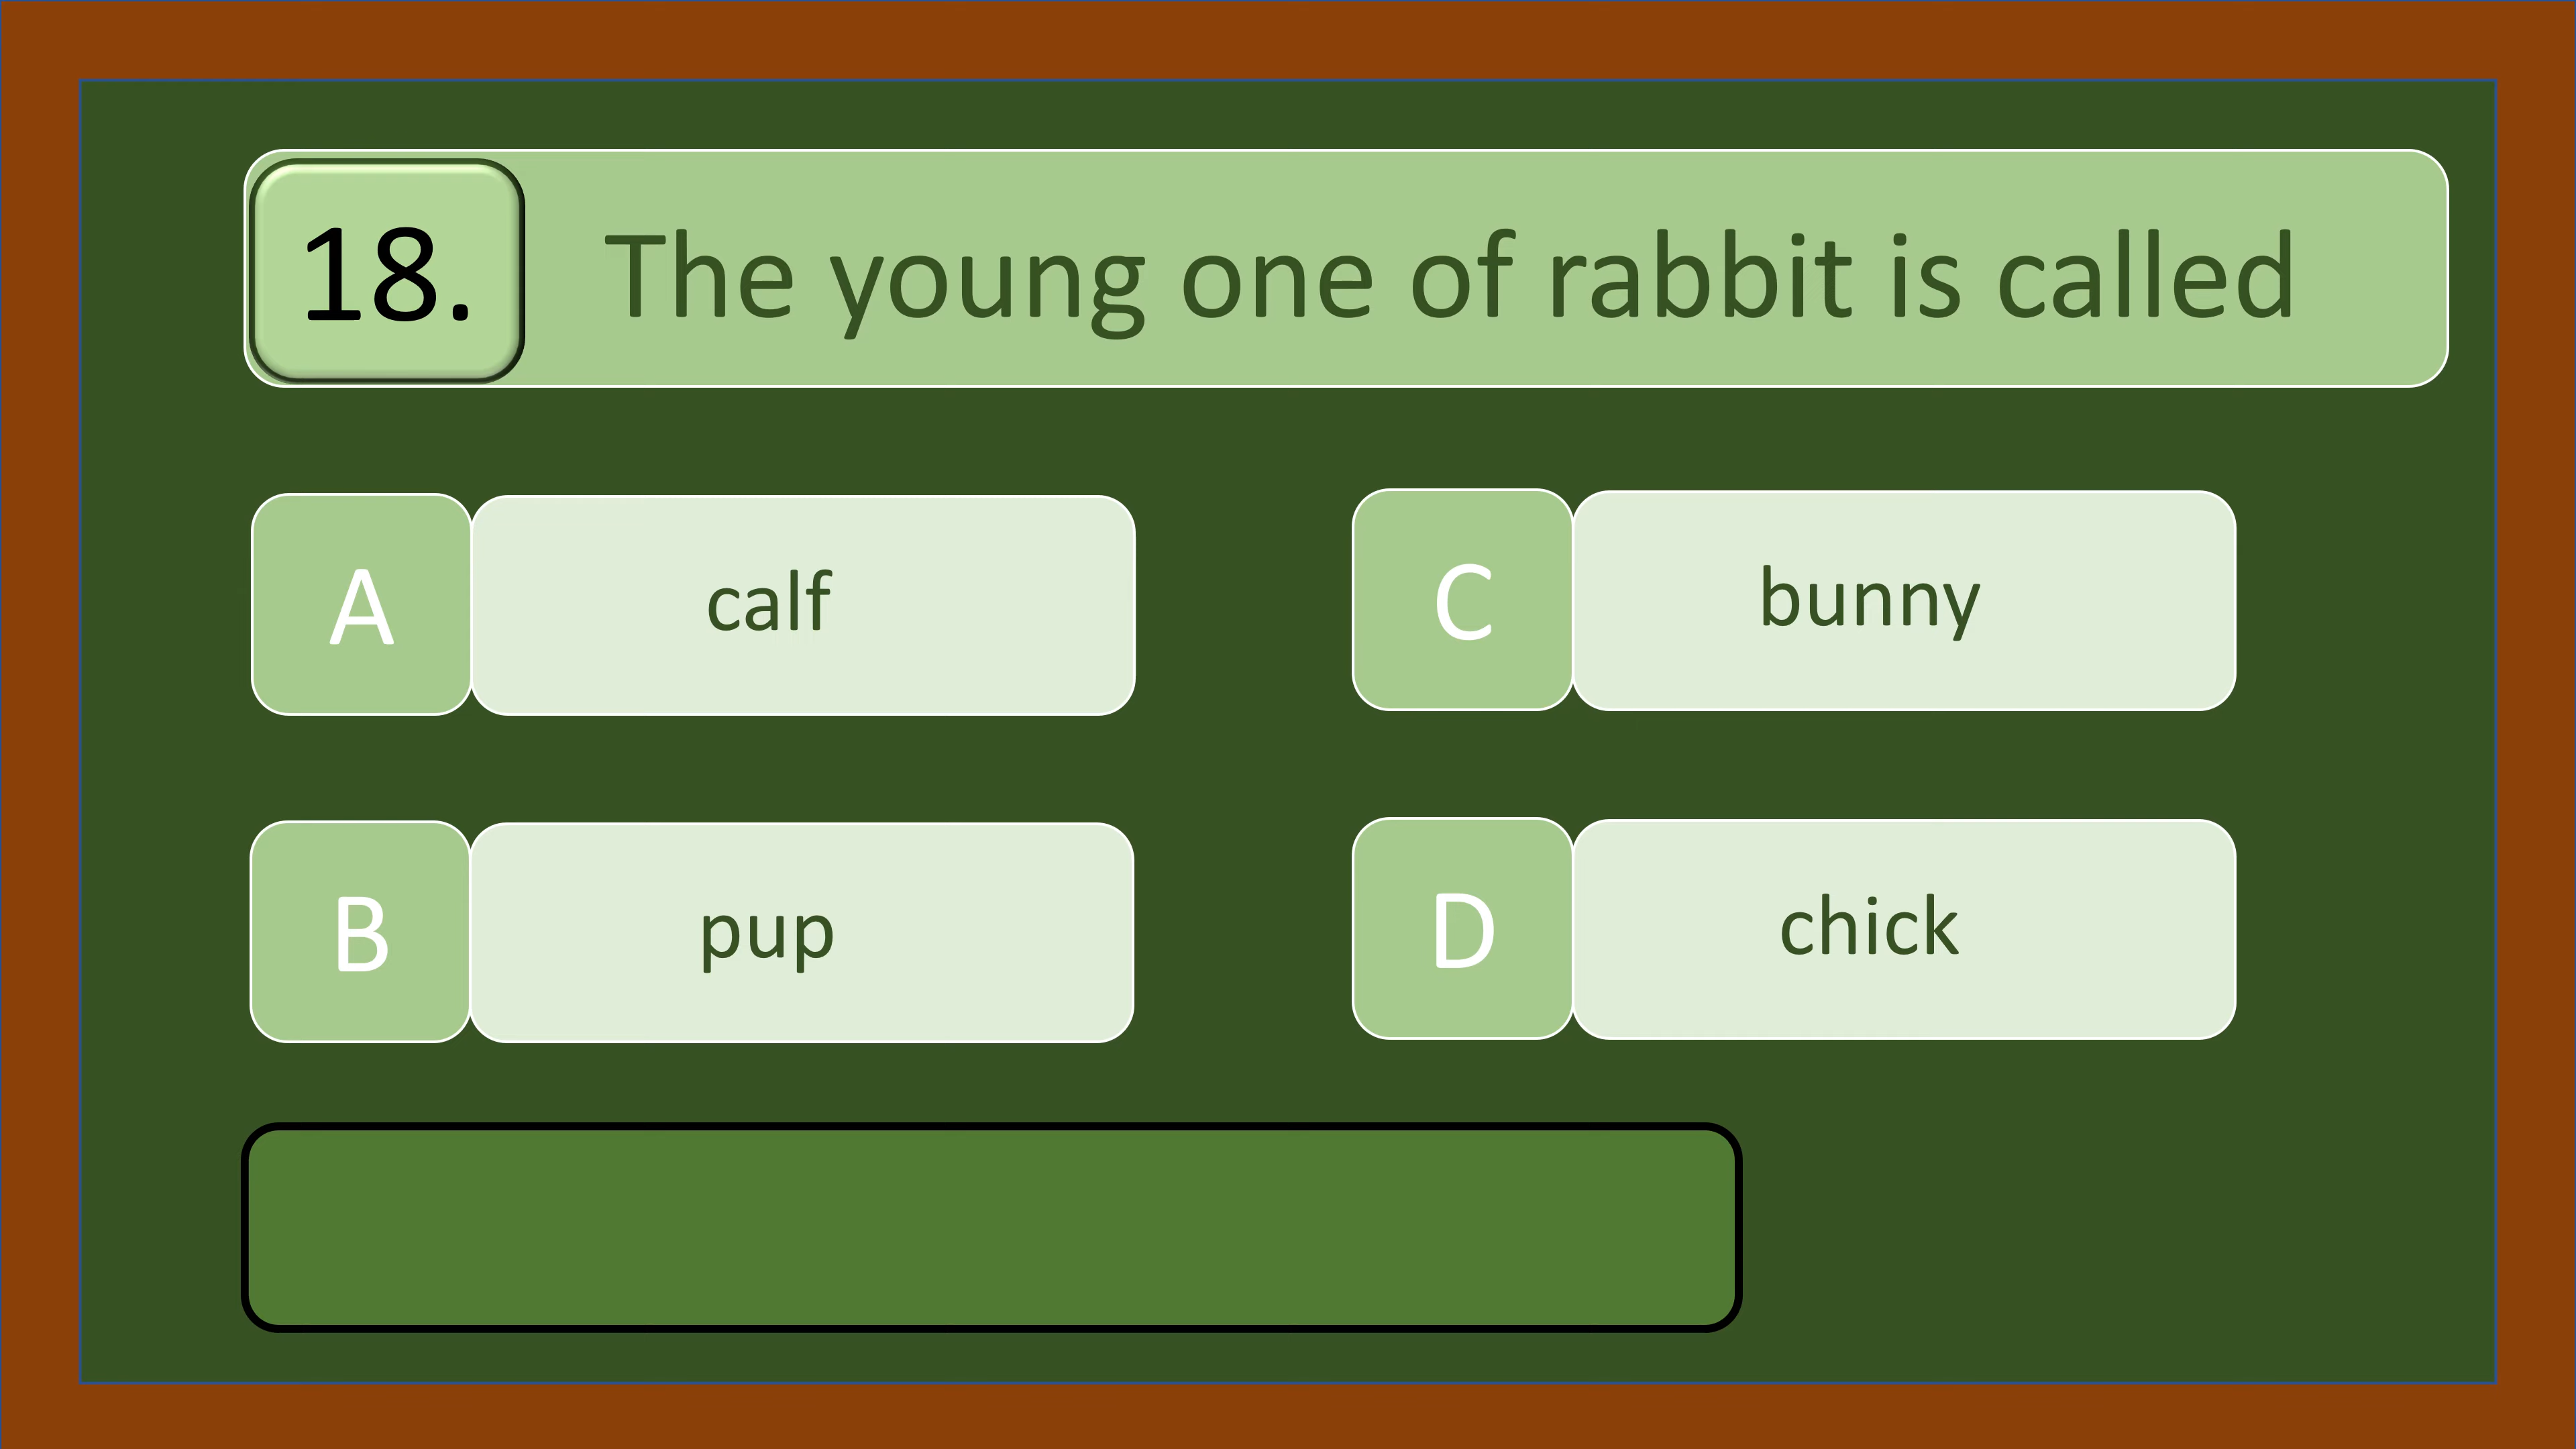 18. The young one of rabbit is called
A calf
B pup
C bunny
D chick